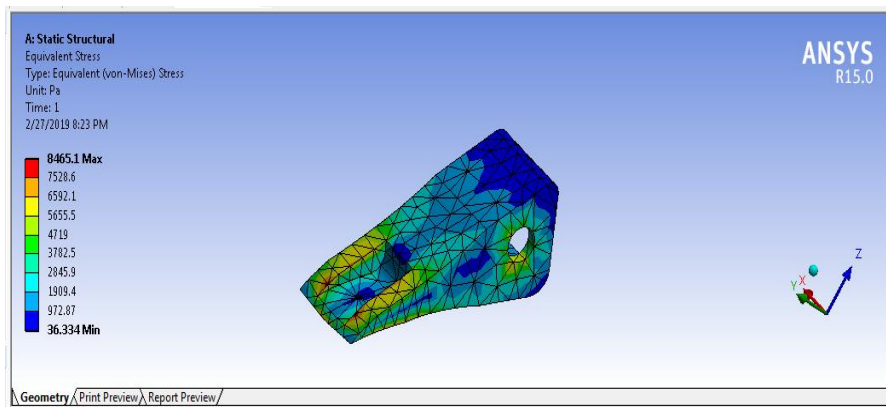 A: Static Structural
Equivalent Stress
Type: Equivalent (von-Mises) Stress
Unit: Pa
Time: 1
2/27/2019 8:23 PM
8465.1 Max
7528.6
6592.1
5655.5
4719
3782.5
2845.9
1909.4
972.87
36.334 Min
ANSYS
R15.0
Z
Y X
Geometry / Print Preview / Report Preview /